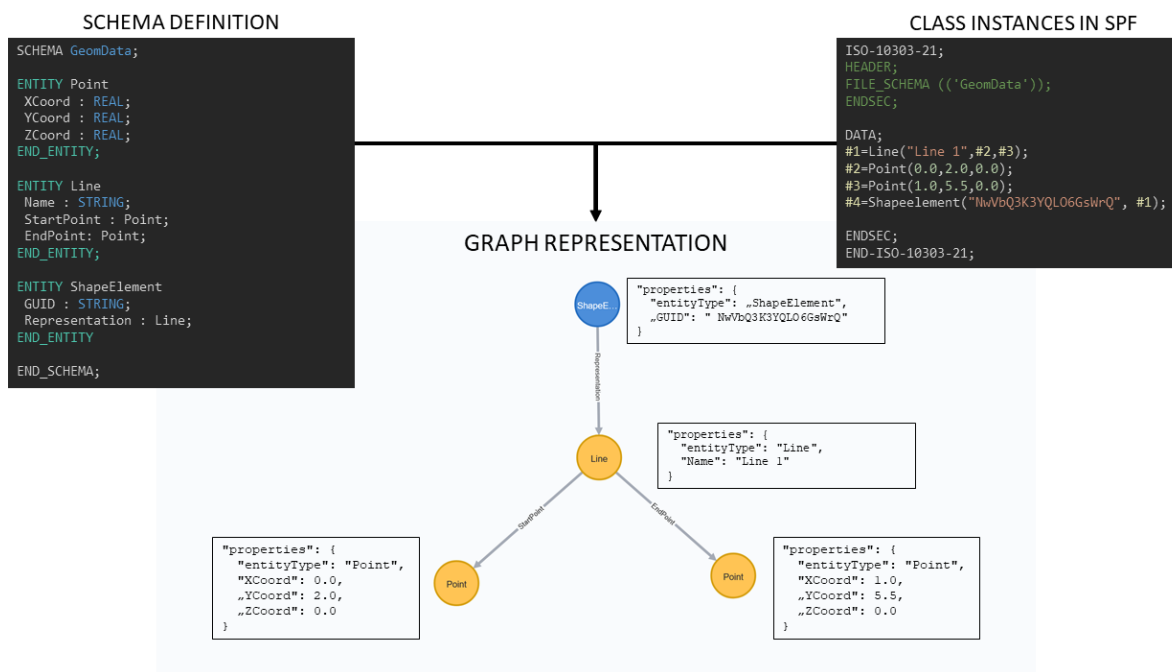 SCHEMA DEFINITION
SCHEMA GeomData;
ENTITY Point
XCoord : REAL;
YCoord : REAL;
ZCoord : REAL;
END_ENTITY;
ENTITY Line
Name : STRING;
StartPoint : Point;
EndPoint: Point;
END_ENTITY;
ENTITY ShapeElement
GUID : STRING;
Representation : Line;
END_ENTITY
END_SCHEMA;
CLASS INSTANCES IN SPF
ISO-10303-21;
HEADER;
FILE_SCHEMA (('GeomData'));
ENDSEC;
DATA;
#1=Line("Line 1",#2,#3);
#2=Point(0.0,2.0,0.0);
#3=Point(1.0,5.5,0.0);
#4=Shapeelement("NwVbQ3K3YQLO6GsWrQ", #1);
ENDSEC;
END-ISO-10303-21;
GRAPH REPRESENTATION
ShapeE...
"properties": {
"entityType": „ShapeElement",
„GUID": " NwVbQ3K3YQLO6GsWrQ"
}
Representation
Line
"properties": {
"entityType": "Line",
"Name": "Line 1"
}
StartPoint
EndPoint
"properties": {
"entityType": "Point",
"XCoord": 0.0,
„YCoord": 2.0,
„ZCoord": 0.0
}
Point
Point
"properties": {
"entityType": "Point",
"XCoord": 1.0,
„YCoord": 5.5,
„ZCoord": 0.0
}